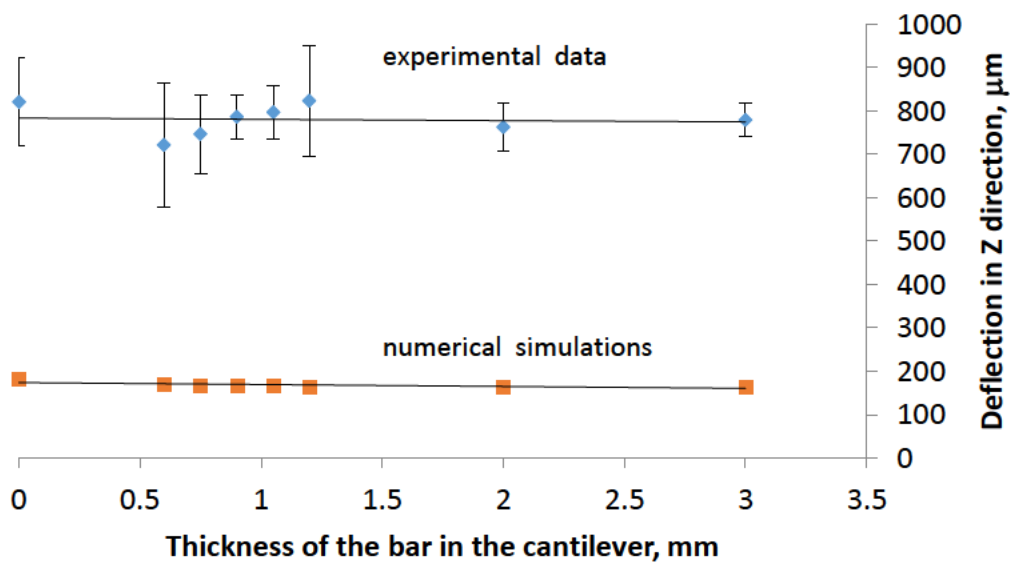 experimental data
numerical simulations
1000
900
800
700
600
500
400
300
200
100
0
Deflection in Z direction, μm
0 0.5 1 1.5 2 2.5 3 3.5
Thickness of the bar in the cantilever, mm